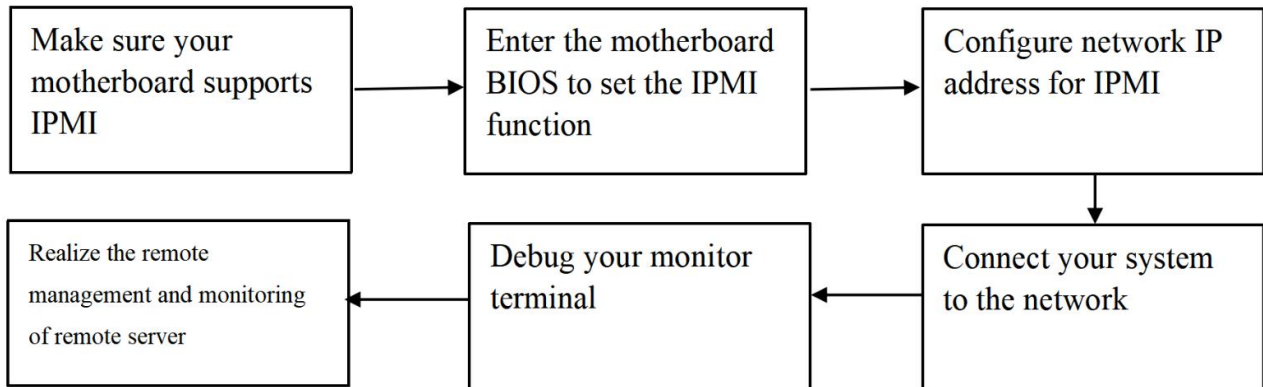 Make sure your
motherboard supports
IPMI
Enter the motherboard
BIOS to set the IPMI
function
Configure network IP
address for IPMI
Connect your system
to the network
Debug your monitor
terminal
Realize the remote
management and monitoring
of remote server